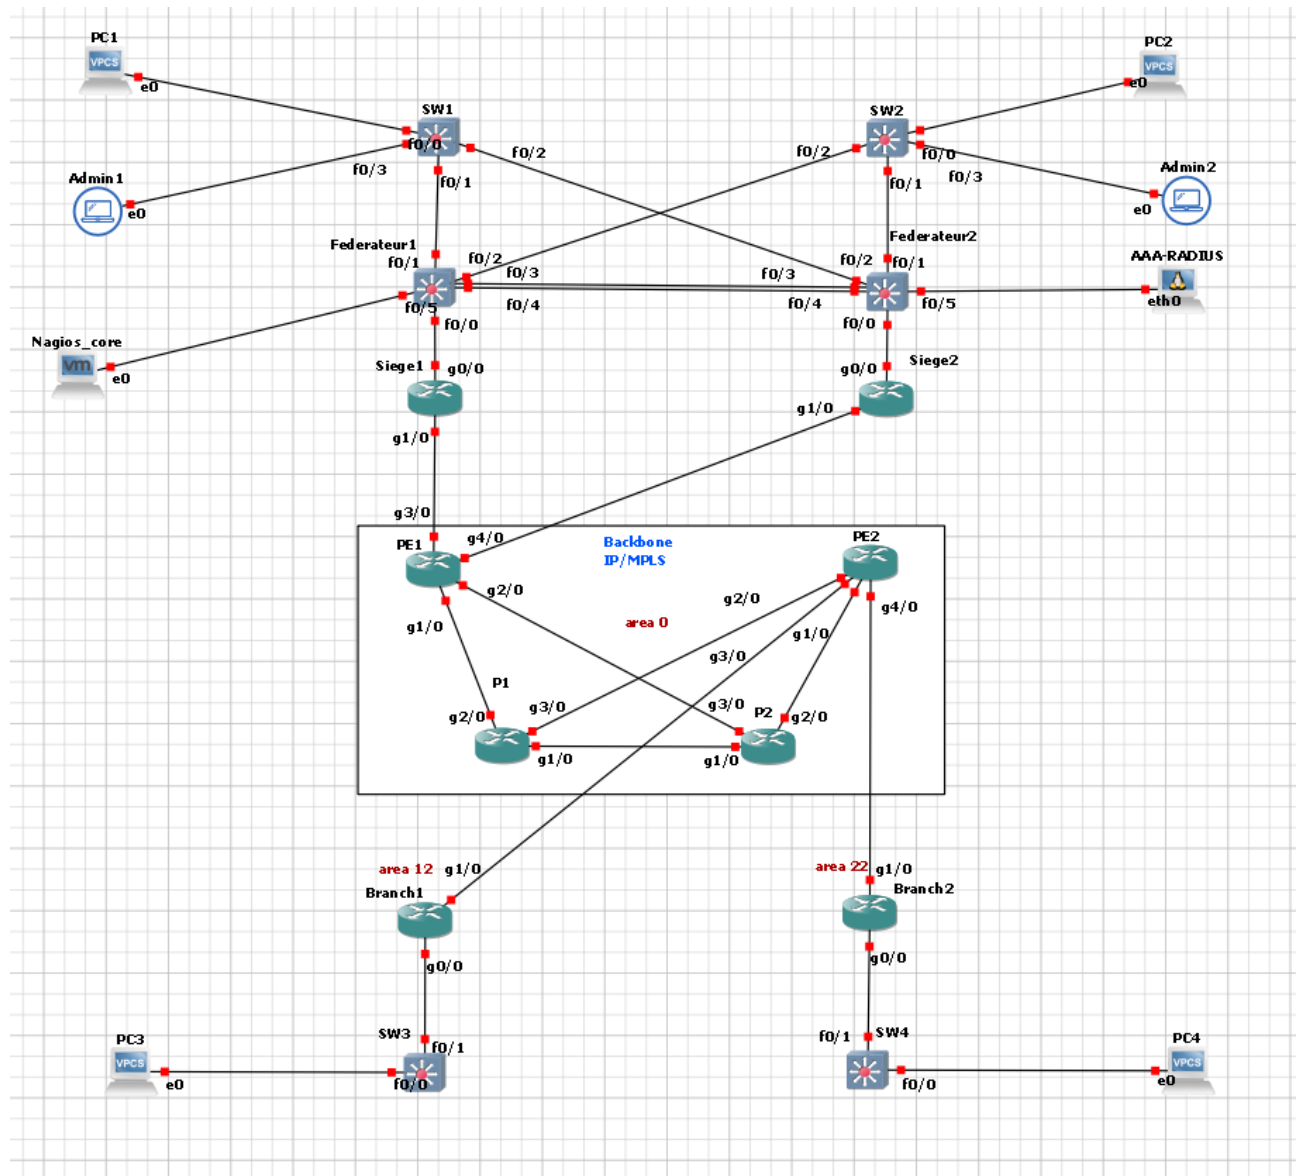 PC1
VPCS
e0
PC2
VPCS
e0
SW1
f0/0
f0/2
f0/3
f0/1
SW2
f0/2
f0/0
f0/3
f0/1
Admin1
e0
Admin2
e0
Federateur1
f0/1
f0/2
f0/3
f0/4
f0/5
f0/0
Federateur2
f0/2
f0/1
f0/3
f0/4
f0/5
f0/0
AAA-RADIUS
eth0
Nagios_core
vm
e0
Siege1
g0/0
g1/0
Siege2
g0/0
g1/0
g3/0
PE1
g4/0
g2/0
g1/0
Backbone
IP/MPLS
PE2
g2/0
g4/0
g1/0
g3/0
area 0
P1
g3/0
g2/0
g1/0
g3/0
P2
g2/0
g1/0
area 12
g1/0
Branch1
g0/0
area 22
g1/0
Branch2
g0/0
PC3
VPCS
e0
SW3
f0/1
f0/0
f0/1
SW4
f0/0
PC4
VPCS
e0